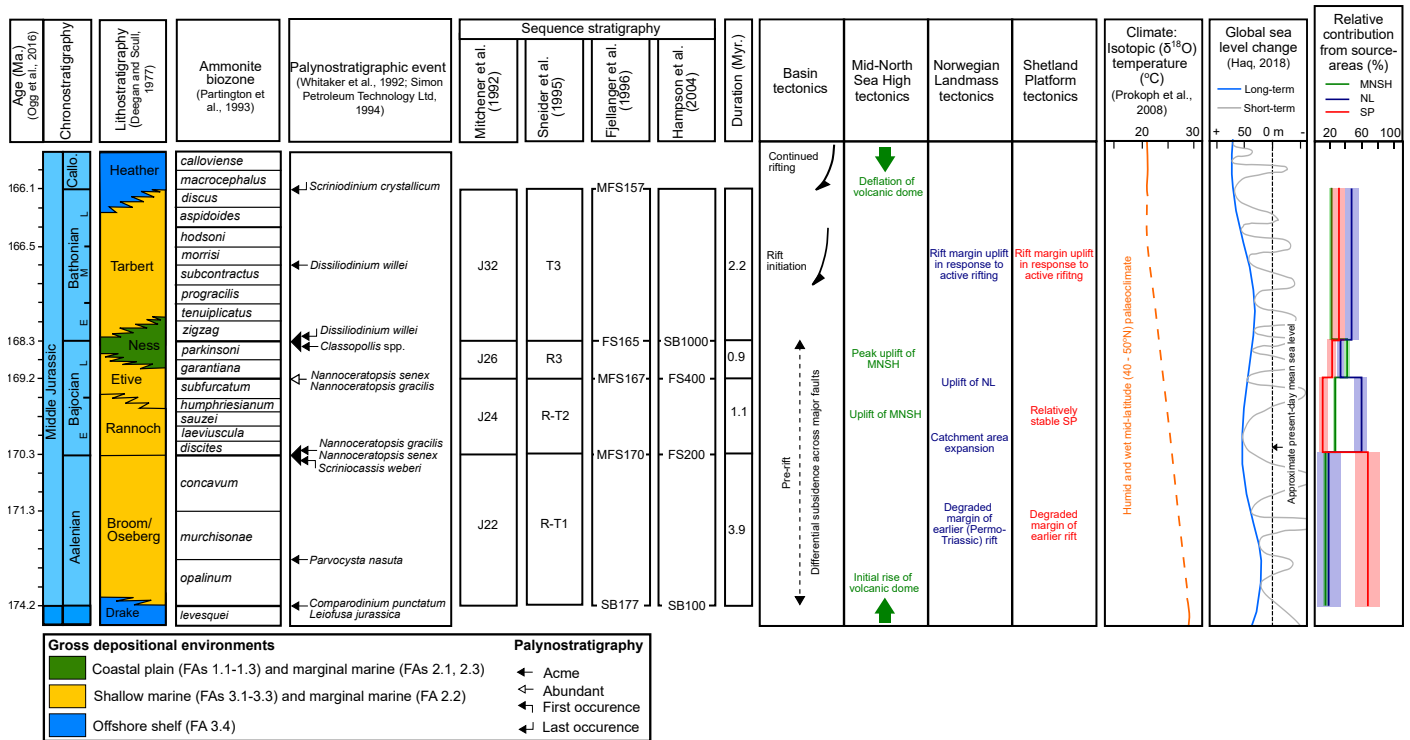 Age (Ma.)
(Ogg et al., 2016)
Chronostratigraphy
Lithostratigraphy
(Deegan and Scull,
1977)
Ammonite
biozone
(Partington et
al., 1993)
Palynostratigraphic event
(Whitaker et al., 1992; Simon
Petroleum Technology Ltd,
1994)
Sequence stratigraphy
Mitchener et al.
(1992)
Sneider et al.
(1995)
Fjellanger et al.
(1996)
Hampson et al.
(2004)
Duration (Myr.)
Basin
tectonics
Mid-North
Sea High
tectonics
Norwegian
Landmass
tectonics
Shetland
Platform
tectonics
Climate:
Isotopic (δ18O)
temperature
(ºC)
(Prokoph et al.,
2008)
20 30
Global sea
level change
(Haq, 2018)
Long-term
Short-term
+ 50 0 m -
Relative
contribution
from source-
areas (%)
MNSH
NL
SP
20 60 100
166.1
166.5
168.3
169.2
170.3
171.3
174.2
Middle Jurassic
Callo.
Bathonian
L
M
E
Bajocian
L
E
Aalenian
Heather
Tarbert
Ness
Etive
Rannoch
Broom/
Oseberg
Drake
calloviense
macrocephalus
discus
aspidoides
hodsoni
morrisi
subcontractus
progracilis
tenuiplicatus
zigzag
parkinsoni
garantiana
subfurcatum
humphriesianum
sauzei
laeviuscula
discites
concavum
murchisonae
opalinum
levesquei
Scriniodinium crystallicum
Dissiliodinium willei
Dissiliodinium willei
Classopollis spp.
Nannoceratopsis senex
Nannoceratopsis gracilis
Nannoceratopsis gracilis
Nannoceratopsis senex
Scriniocassis weberi
Parvocysta nasuta
Comparodinium punctatum
Leiofusa jurassica
J32
J26
J24
J22
T3
R3
R-T2
R-T1
MFS157
FS165
MFS167
MFS170
SB177
SB1000
FS400
FS200
SB100
2.2
0.9
1.1
3.9
Continued
rifting
Rift
initiation
Pre-rift
Differential subsidence across major faults
Deflation of
volcanic dome
Peak uplift of
MNSH
Uplift of MNSH
Initial rise of
volcanic dome
Rift margin uplift
in response to
active rifting
Uplift of NL
Catchment area
expansion
Degraded
margin of
earlier (Permo-
Triassic) rift
Rift margin uplift
in response to
active rifitng
Relatively
stable SP
Degraded
margin of
earlier rift
Humid and wet mid-latitude (40 - 50ºN) palaeoclimate
Approximate present-day mean sea level
Gross depositional environments
Coastal plain (FAs 1.1-1.3) and marginal marine (FAs 2.1, 2.3)
Shallow marine (FAs 3.1-3.3) and marginal marine (FA 2.2)
Offshore shelf (FA 3.4)
Palynostratigraphy
Acme
Abundant
First occurence
Last occurence